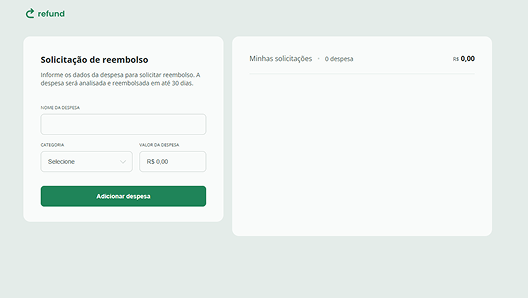 refund
Solicitação de reembolso
Informe os dados da despesa para solicitar reembolso. A
despesa será analisada e reembolsada em até 30 dias.
NOME DA DESPESA
CATEGORIA
VALOR DA DESPESA
Selecione
R$ 0,00
Adicionar despesa
Minhas solicitações
0 despesa
R$ 0,00